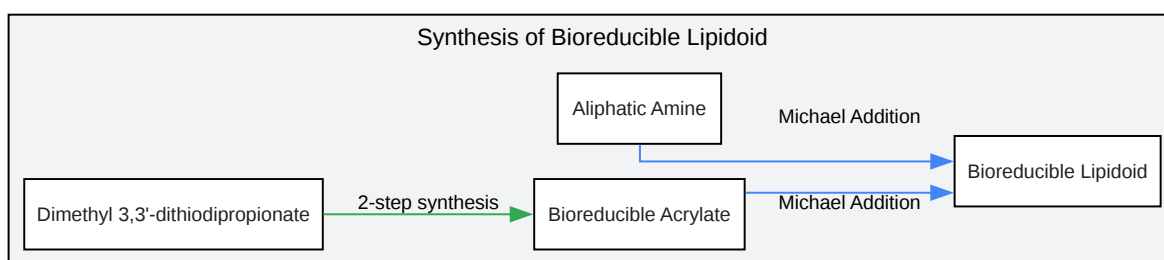 Synthesis of Bioreducible Lipidoid
Aliphatic Amine
Michael Addition
Bioreducible Lipidoid
Dimethyl 3,3'-dithiodipropionate
2-step synthesis
Bioreducible Acrylate
Michael Addition